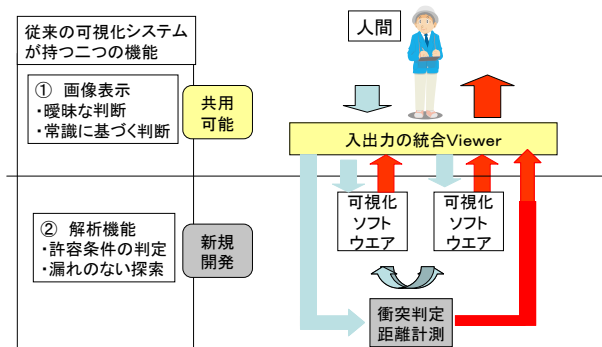 従来の可視化システム
が持つ二つの機能
① 画像表示
・曖昧な判断
・常識に基づく判断
共用
可能
② 解析機能
・許容条件の判定
・漏れのない探索
新規
開発
人間
入出力の統合Viewer
可視化
ソフト
ウエア
可視化
ソフト
ウエア
衝突判定
距離計測